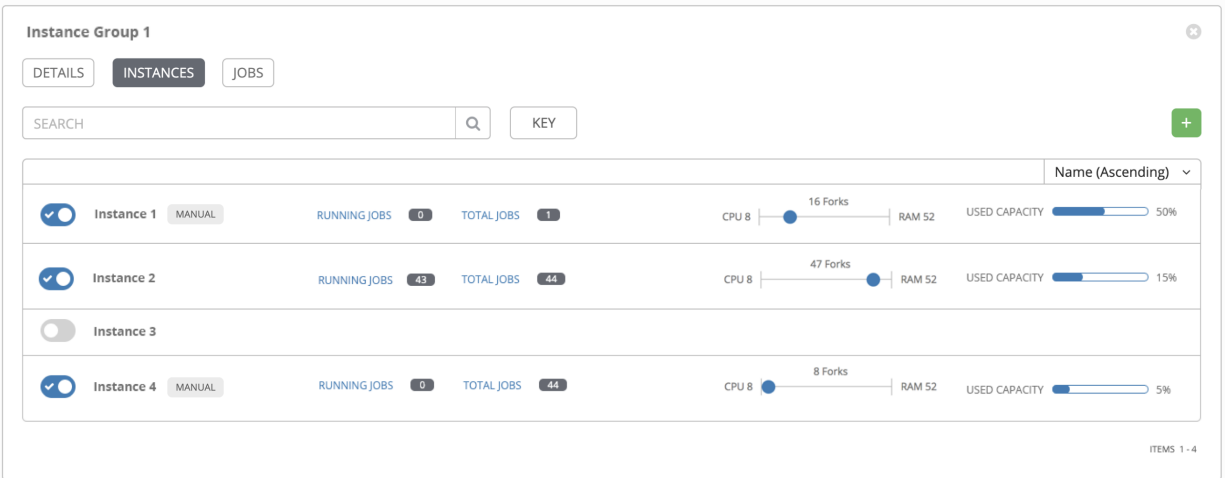 Instance Group 1
DETAILS INSTANCES JOBS
SEARCH KEY +
Name (Ascending)
Instance 1 MANUAL RUNNING JOBS 0 TOTAL JOBS 1 CPU 8 16 Forks RAM 52 USED CAPACITY 50%
Instance 2 RUNNING JOBS 43 TOTAL JOBS 44 CPU 8 47 Forks RAM 52 USED CAPACITY 15%
Instance 3
Instance 4 MANUAL RUNNING JOBS 0 TOTAL JOBS 44 CPU 8 8 Forks RAM 52 USED CAPACITY 5%
ITEMS 1 - 4